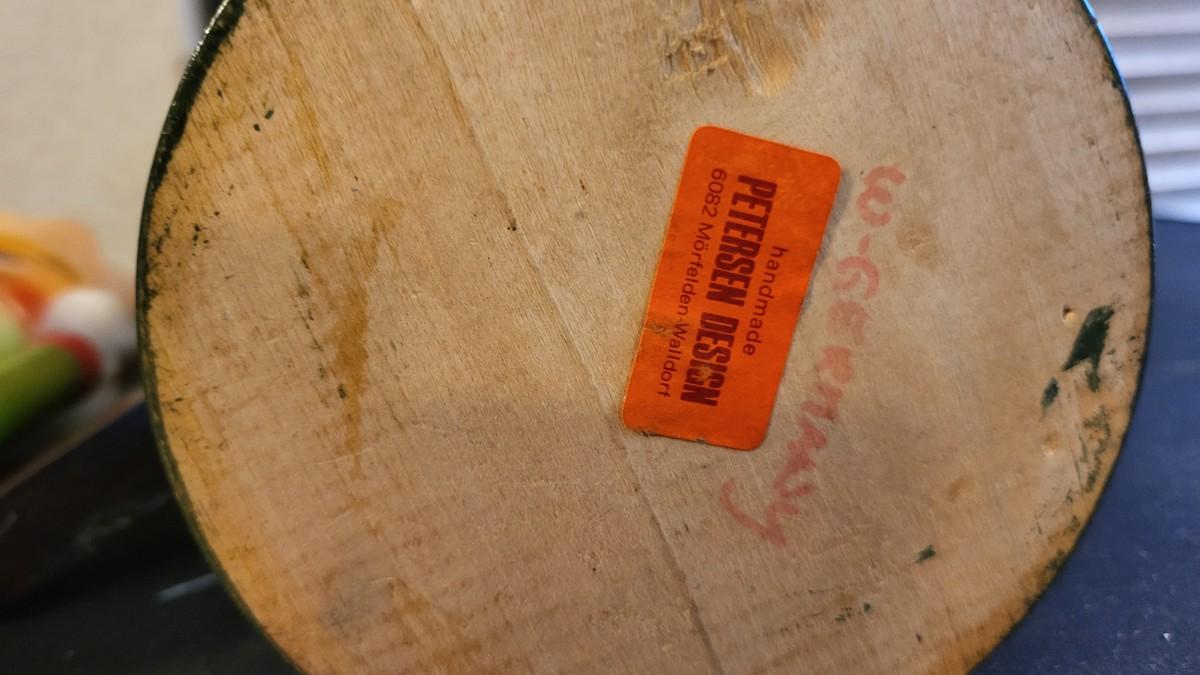 handmade
PETERSEN DESIGN
6082 Mörfelden-Walldorf
W-GERMANY